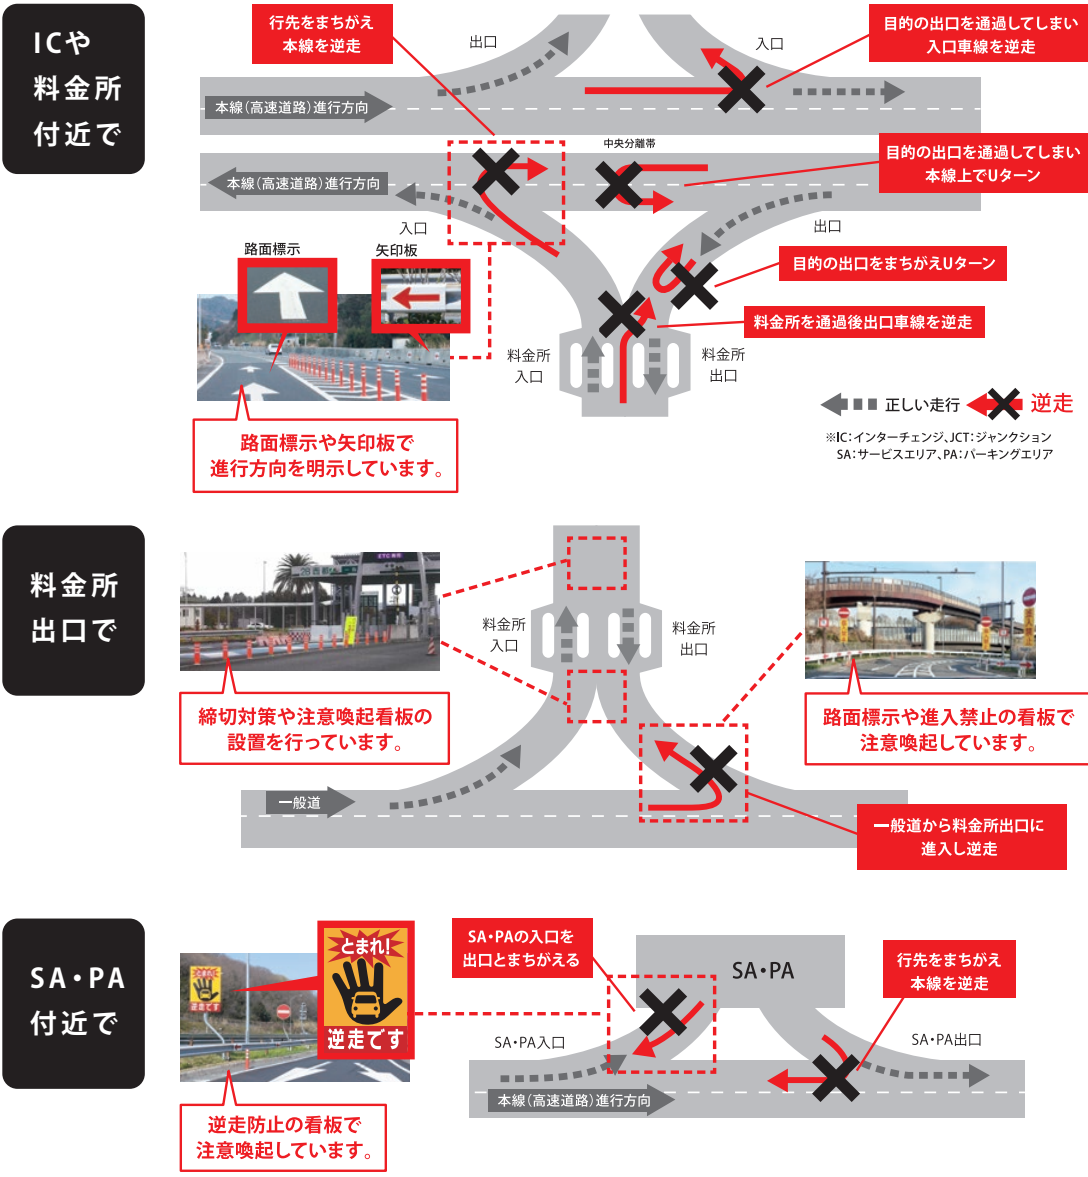 ICや
料金所
付近で
行先をまちがえ
本線を逆走
出口
入口
目的の出口を通過してしまい
入口車線を逆走
本線(高速道路)進行方向
中央分離帯
目的の出口を通過してしまい
本線上でUターン
本線(高速道路)進行方向
入口
出口
路面標示
矢印板
目的の出口をまちがえUターン
料金所を通過後出口車線を逆走
料金所
入口
料金所
出口
正しい走行
逆走
※IC:インターチェンジ、JCT:ジャンクション
SA:サービスエリア、PA:パーキングエリア
路面標示や矢印板で
進行方向を明示しています。
料金所
出口で
料金所
入口
料金所
出口
締切対策や注意喚起看板の
設置を行っています。
路面標示や進入禁止の看板で
注意喚起しています。
一般道
一般道から料金所出口に
進入し逆走
SA・PA
付近で
とまれ!
逆走です
とまれ!
逆走です
SA・PAの入口を
出口とまちがえる
SA・PA
行先をまちがえ
本線を逆走
SA・PA入口
SA・PA出口
本線(高速道路)進行方向
逆走防止の看板で
注意喚起しています。